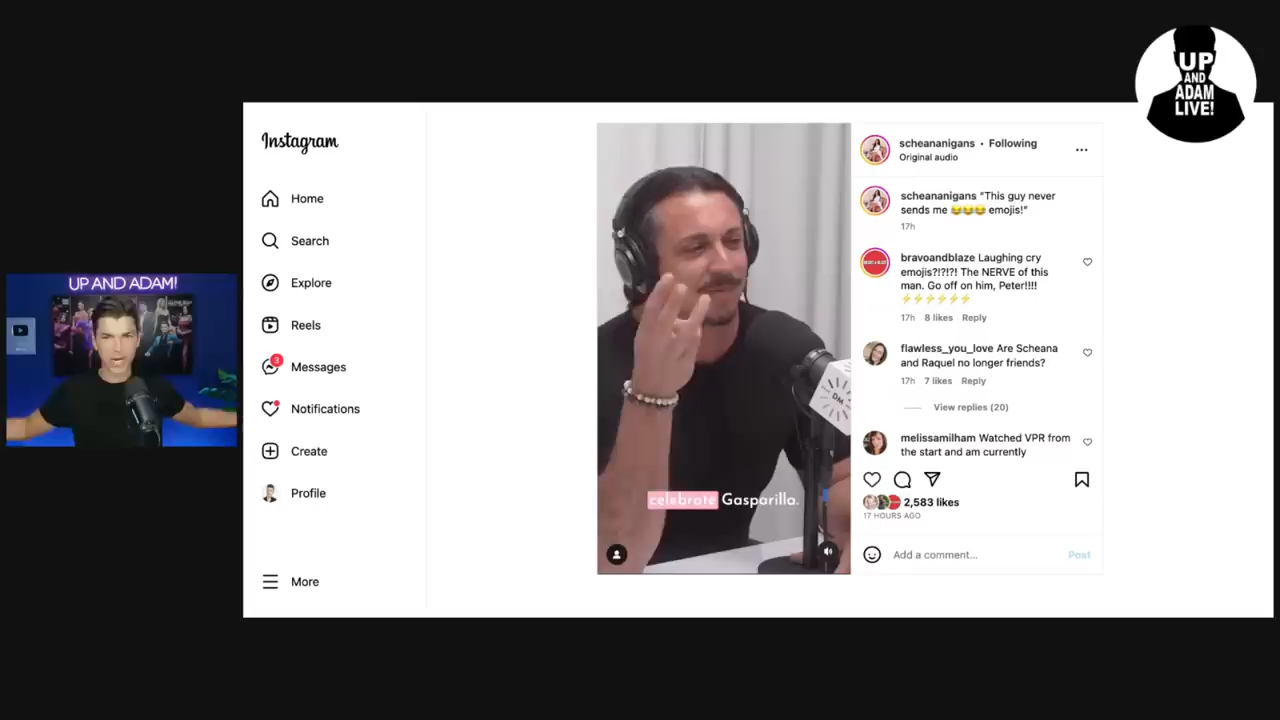 UP
AND
ADAM
LIVE!
UP AND ADAM!
Instagram
Home
Search
Explore
Reels
3
Messages
Notifications
Create
Profile
More
celebrate Gasparilla.
DM
scheananigans • Following
Original audio
scheananigans “This guy never
sends me 😂😂😂 emojis!”
17h
bravoandblaze Laughing cry
emojis?!?!?! The NERVE of this
man. Go off on him, Peter!!!!
⚡⚡⚡⚡⚡⚡
17h 8 likes Reply
flawless_you_love Are Scheana
and Raquel no longer friends?
17h 7 likes Reply
View replies (20)
melissamilham Watched VPR from
the start and am currently
2,583 likes
17 HOURS AGO
Add a comment...
Post